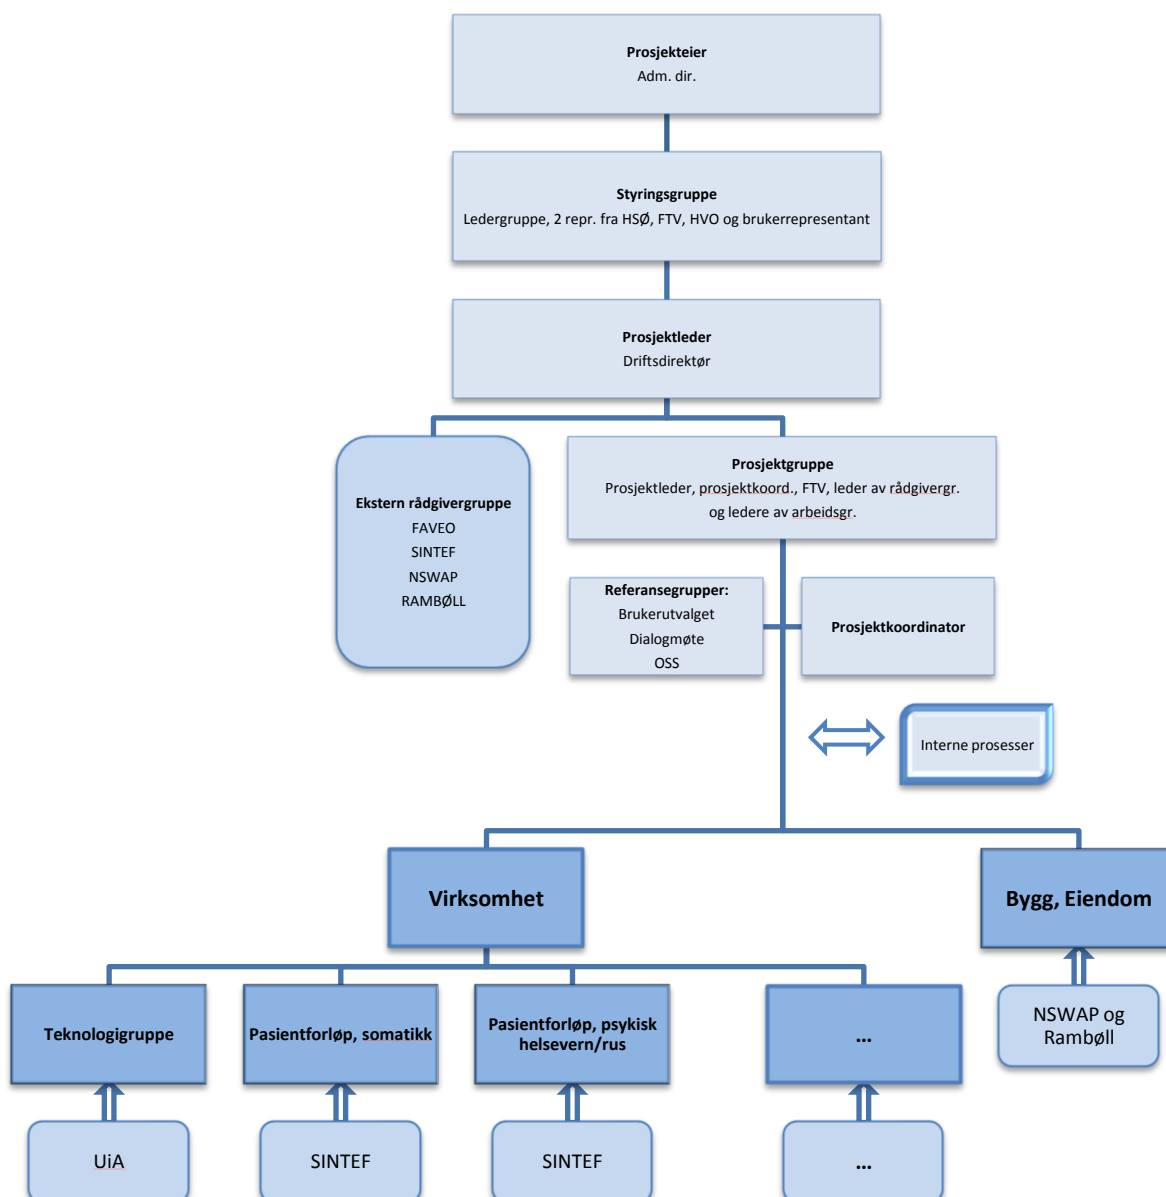 Prosjekteier
Adm. dir.
Styringsgruppe
Ledergruppe, 2 repr. fra HSØ, FTV, HVO og brukerrepresentant
Prosjektleder
Driftsdirektør
Ekstern rådgivergruppe
FAVEO
SINTEF
NSWAP
RAMBØLL
Prosjektgruppe
Prosjektleder, prosjektkoord., FTV, leder av rådgivergr.
og ledere av arbeidsgr.
Referansegrupper:
Brukerutvalget
Dialogmøte
OSS
Prosjektkoordinator
Interne prosesser
Virksomhet
Bygg, Eiendom
Teknologigruppe
Pasientforløp, somatikk
Pasientforløp, psykisk
helsevern/rus
...
NSWAP og
Rambøll
UiA
SINTEF
SINTEF
...